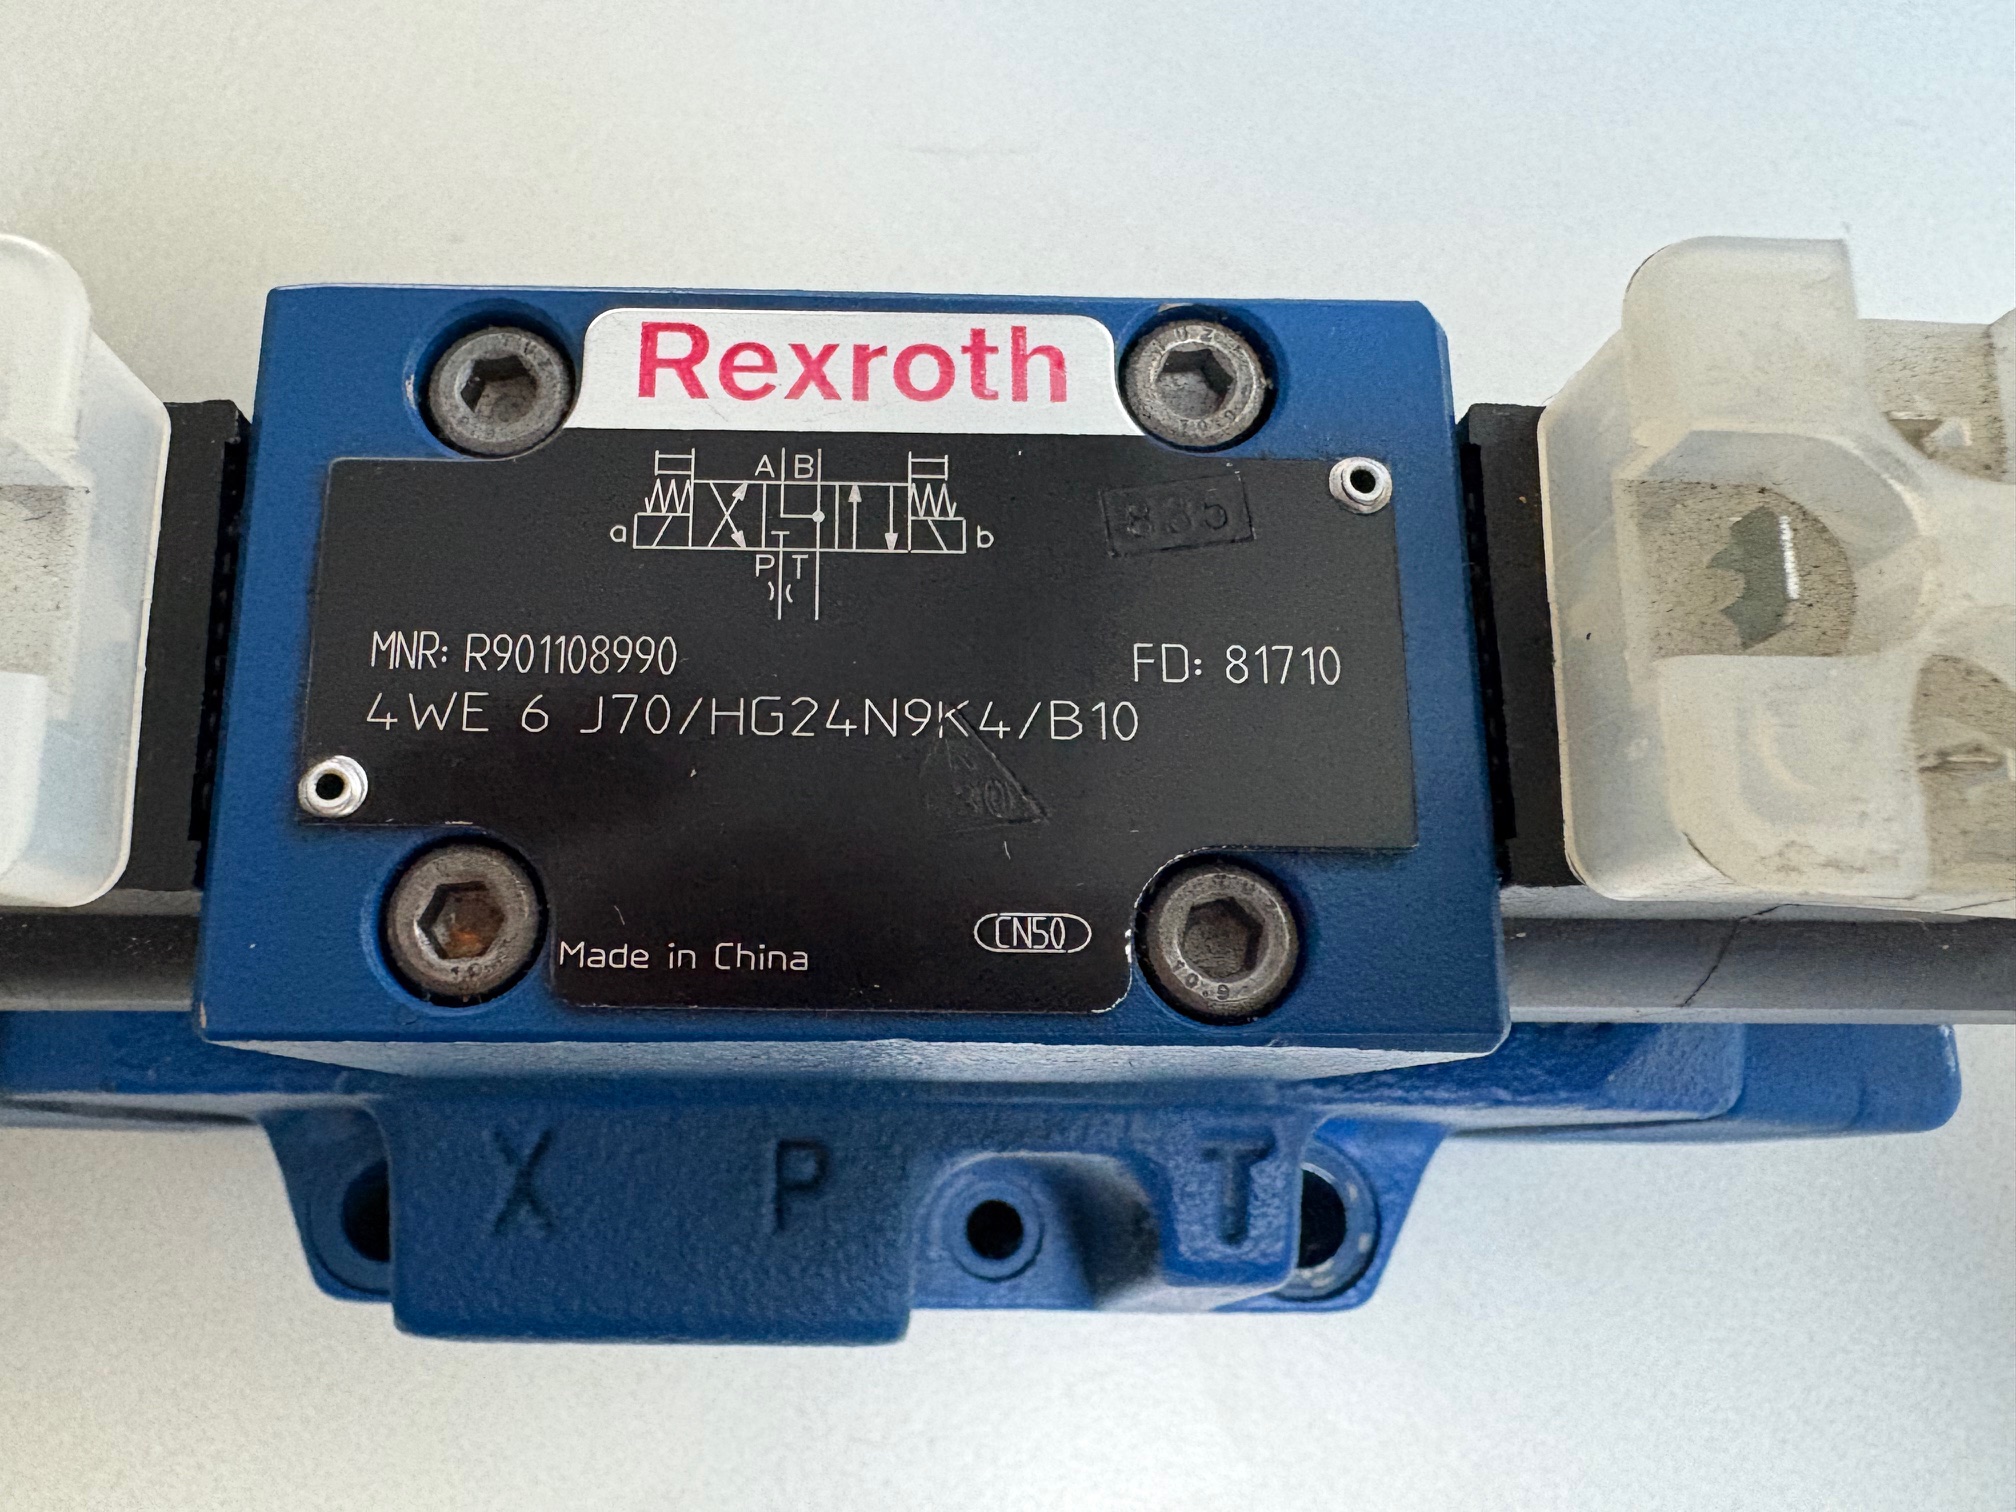 Rexroth
A B
a b
P T
835
MNR: R901108990 FD: 81710
4WE 6 J70/HG24N9K4/B10
Made in China CN50
X P T